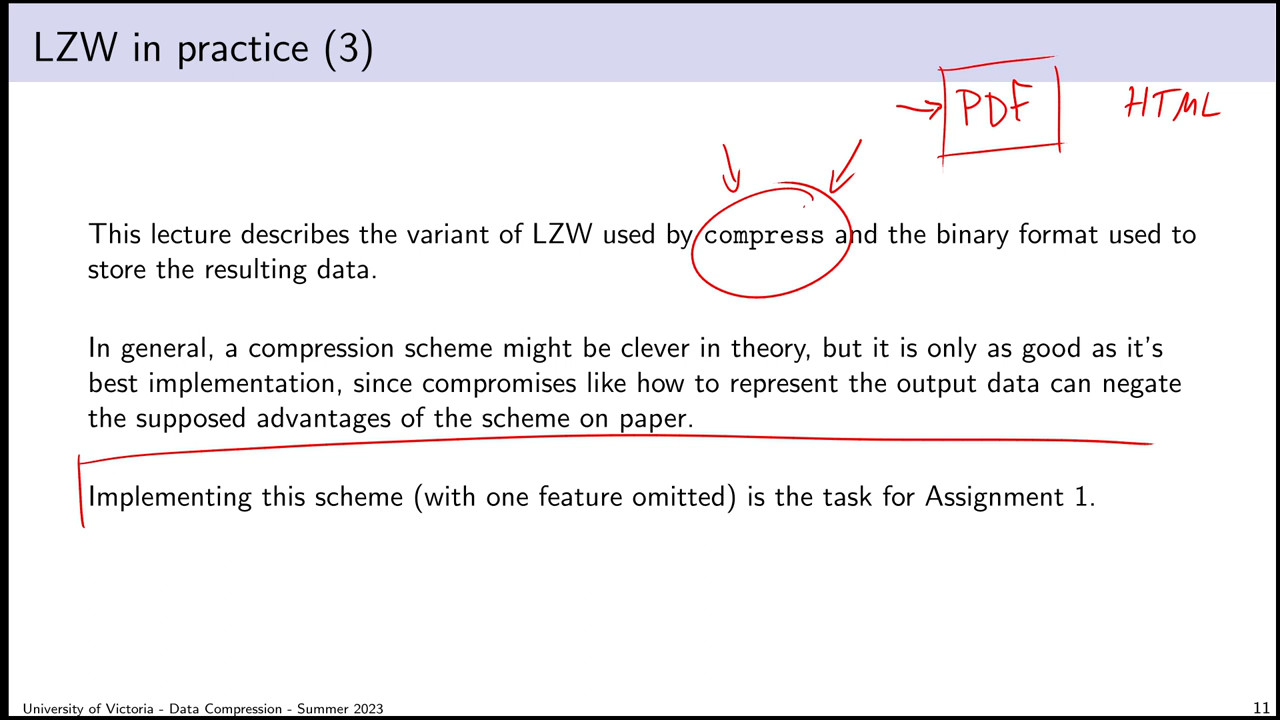 LZW in practice (3)
PDF HTML
This lecture describes the variant of LZW used by compress and the binary format used to
store the resulting data.
In general, a compression scheme might be clever in theory, but it is only as good as it's
best implementation, since compromises like how to represent the output data can negate
the supposed advantages of the scheme on paper.
Implementing this scheme (with one feature omitted) is the task for Assignment 1.
University of Victoria - Data Compression - Summer 2023 11